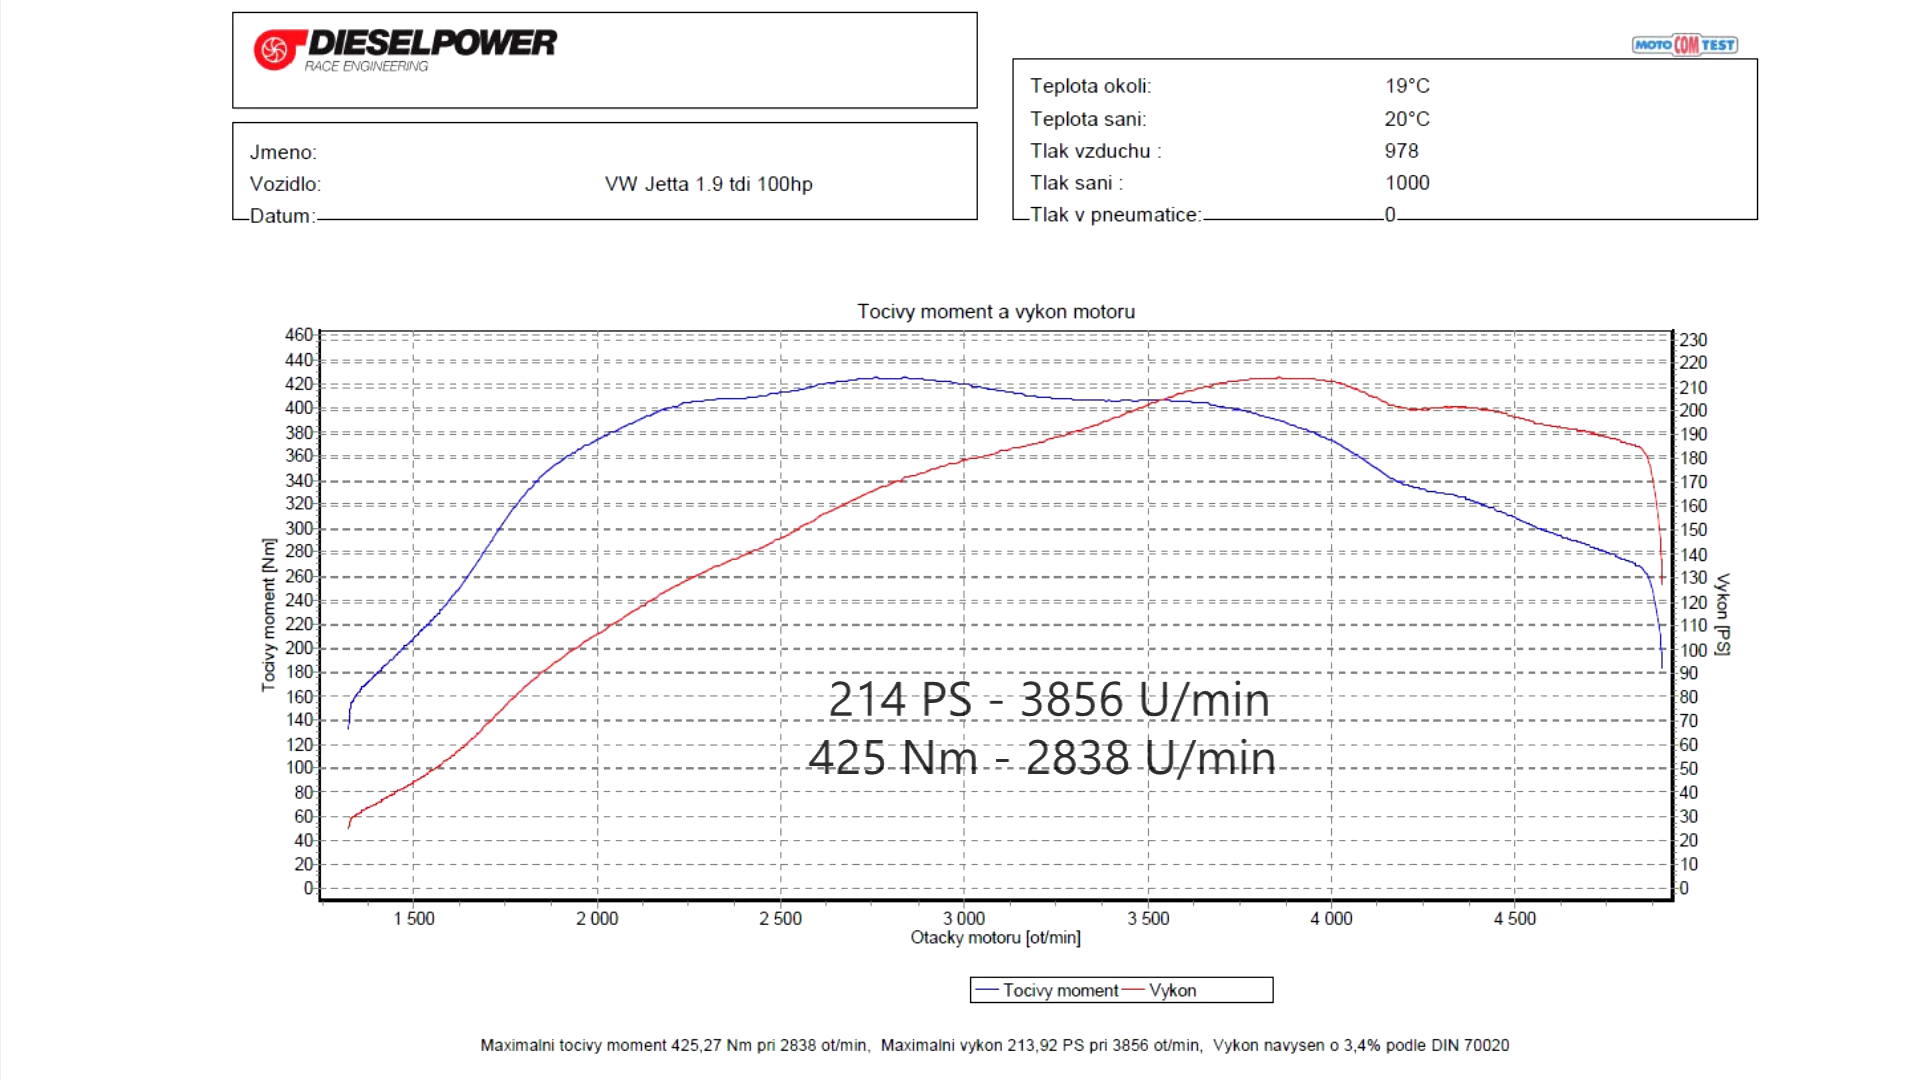 DIESELPOWER
RACE ENGINEERING
MOTO COM TEST
Jmeno:
Vozidlo: VW Jetta 1.9 tdi 100hp
Datum:
Teplota okoli: 19°C
Teplota sani: 20°C
Tlak vzduchu : 978
Tlak sani : 1000
Tlak v pneumatice: 0
Tocivy moment a vykon motoru
Tocivy moment [Nm]
460
440
420
400
380
360
340
320
300
280
260
240
220
200
180
160
140
120
100
80
60
40
20
0
230
220
210
200
190
180
170
160
150
140
130
120
110
100
90
80
70
60
50
40
30
20
10
0
Vykon [PS]
214 PS - 3856 U/min
425 Nm - 2838 U/min
1 500 2 000 2 500 3 000 3 500 4 000 4 500
Otacky motoru [ot/min]
Tocivy moment Vykon
Maximalni tocivy moment 425,27 Nm pri 2838 ot/min, Maximalni vykon 213,92 PS pri 3856 ot/min, Vykon navysen o 3,4% podle DIN 70020